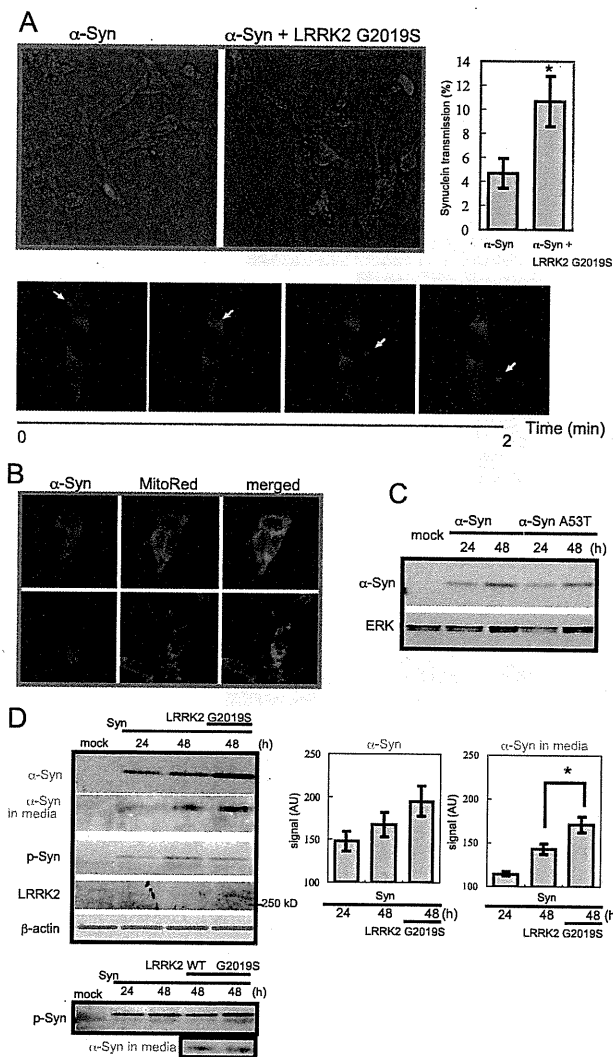 A
α-Syn
α-Syn + LRRK2 G2019S
Synuclein transmission (%)
14
12
10
8
6
4
2
0
*
α-Syn
α-Syn +
LRRK2 G2019S
0
2
Time (min)
B
α-Syn
MitoRed
merged
C
α-Syn
α-Syn A53T
mock
24
48
24
48
(h)
α-Syn
ERK
D
LRRK2 G2019S
Syn
mock
24
48
48
(h)
α-Syn
α-Syn
in media
p-Syn
LRRK2
250 kD
β-actin
α-Syn
signal (AU)
250
200
150
100
Syn
24
48
48
(h)
LRRK2 G2019S
α-Syn in media
signal (AU)
250
200
150
100
*
Syn
24
48
48
(h
LRRK2 G2019S
LRRK2 WT G2019S
Syn
mock
24
48
48
48
(h)
p-Syn
α-Syn in media